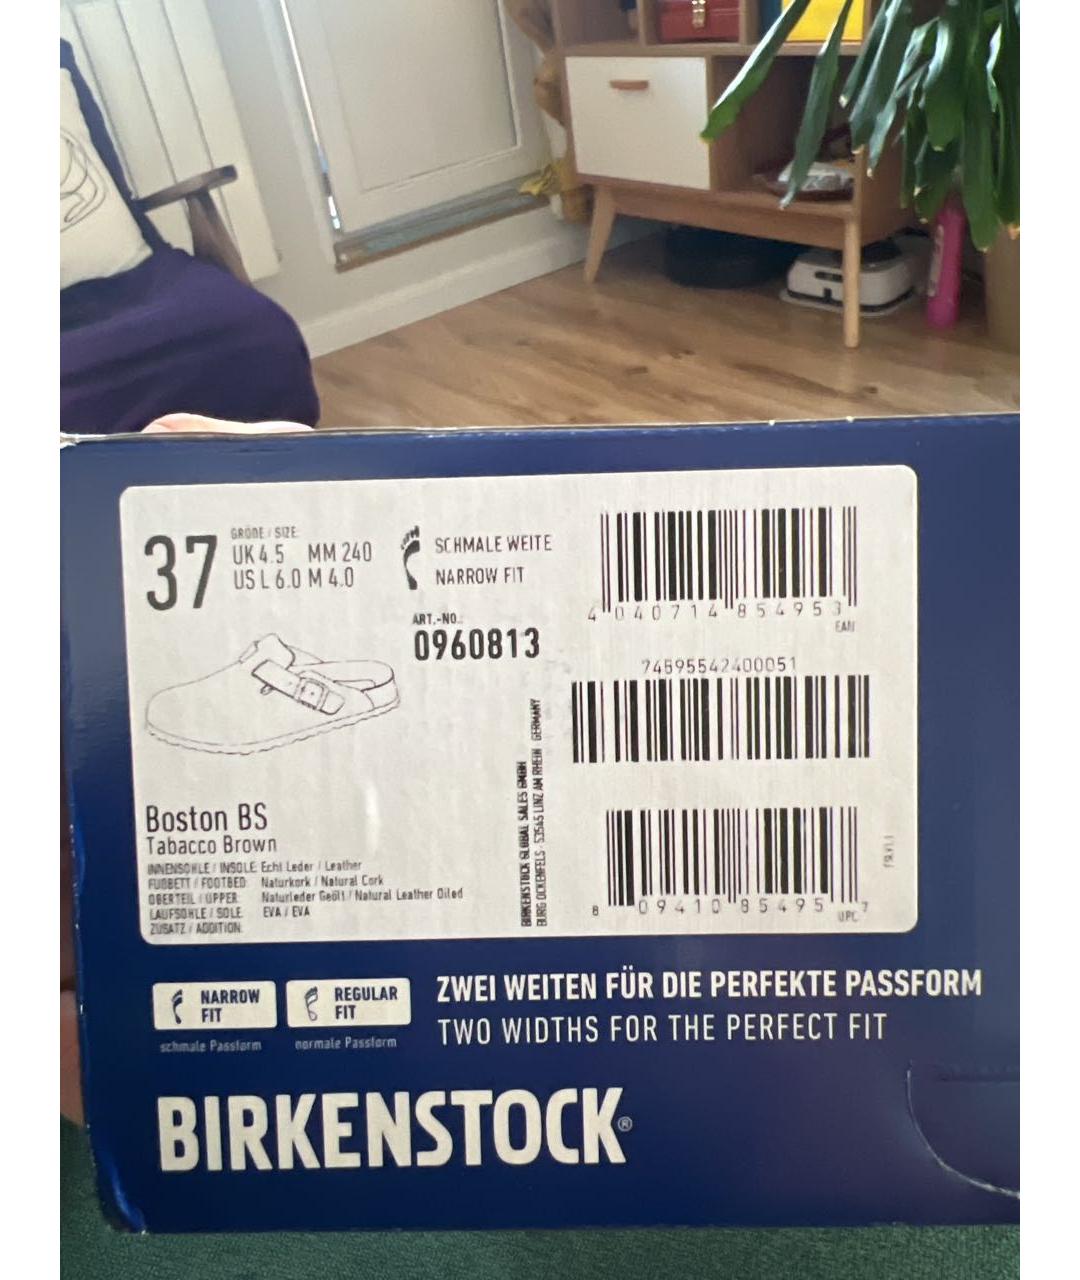 37
GRÖßE / SIZE:
UK 4.5 MM 240
US L 6.0 M 4.0
SCHMALE WEITE
NARROW FIT
ART.-NO.:
0960813
4 040714 854953
EAN
74895542400051
BIRKENSTOCK GLOBAL SALES GMBH
BURG OCKENFELS · 53545 LINZ AM RHEIN · GERMANY
Boston BS
Tabacco Brown
INNENSOHLE / INSOLE: Echt Leder / Leather
FUßBETT / FOOTBED: Naturkork / Natural Cork
OBERTEIL / UPPER: Naturleder Geölt / Natural Leather Oiled
LAUFSOHLE / SOLE: EVA / EVA
ZUSATZ / ADDITION:
8 09410 85495 7
UPC
NARROW
FIT
schmale Passform
REGULAR
FIT
normale Passform
ZWEI WEITEN FÜR DIE PERFEKTE PASSFORM
TWO WIDTHS FOR THE PERFECT FIT
BIRKENSTOCK®